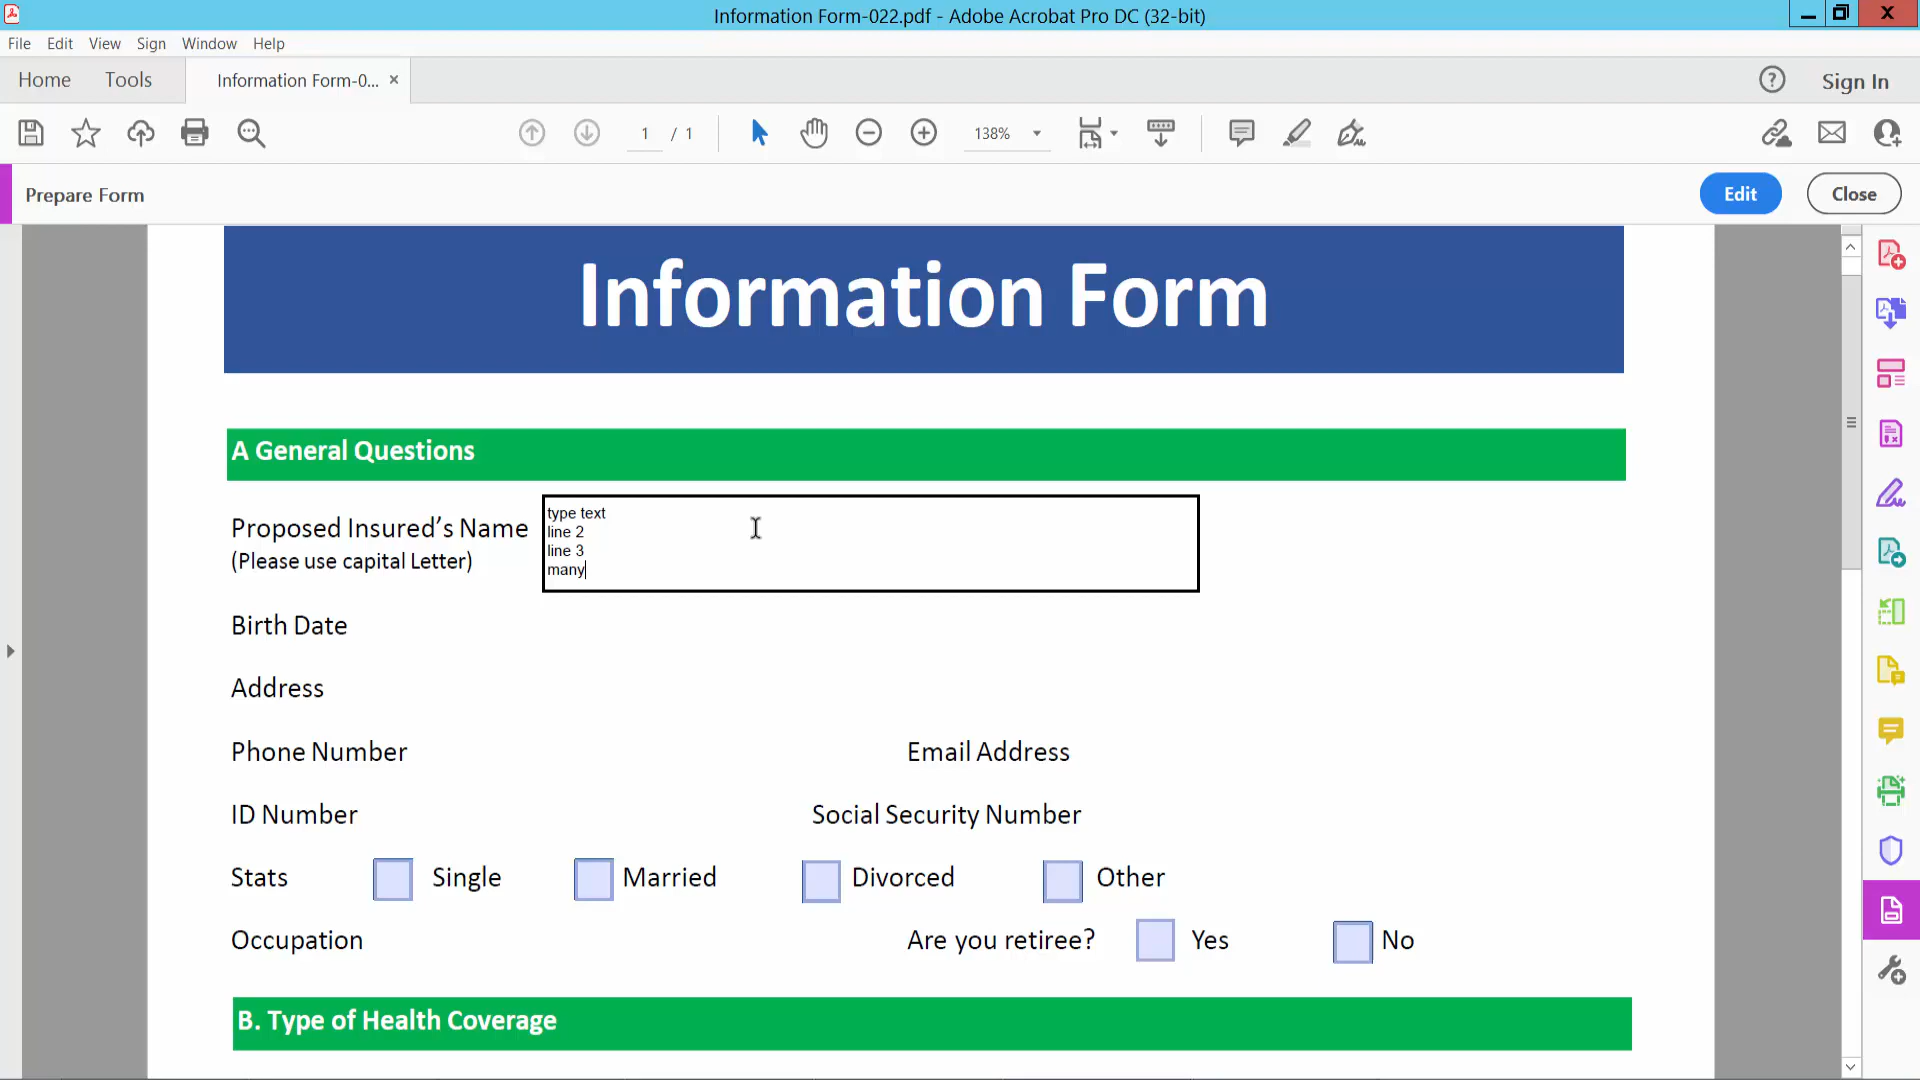 Information Form-022.pdf - Adobe Acrobat Pro DC (32-bit)
File Edit View Sign Window Help
Home Tools Information Form-0... × Sign In
1 / 1 138%
Prepare Form Edit Close
Information Form
A General Questions
Proposed Insured's Name
(Please use capital Letter)
type text
line 2
line 3
many
Birth Date
Address
Phone Number Email Address
ID Number Social Security Number
Stats Single Married Divorced Other
Occupation Are you retiree? Yes No
B. Type of Health Coverage